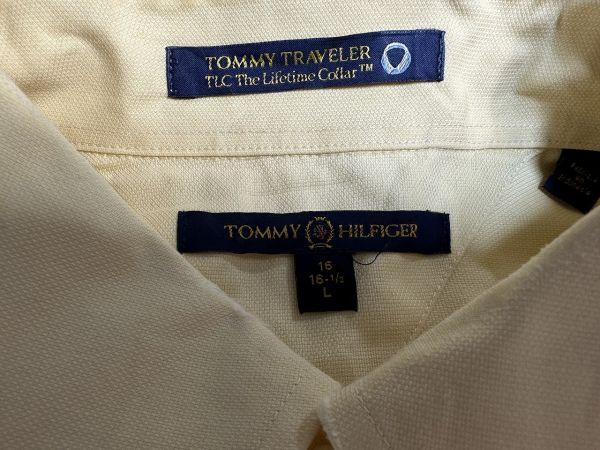 TOMMY TRAVELER
TLC The Lifetime Collar™
TOMMY HILFIGER
16
16-1/2
L